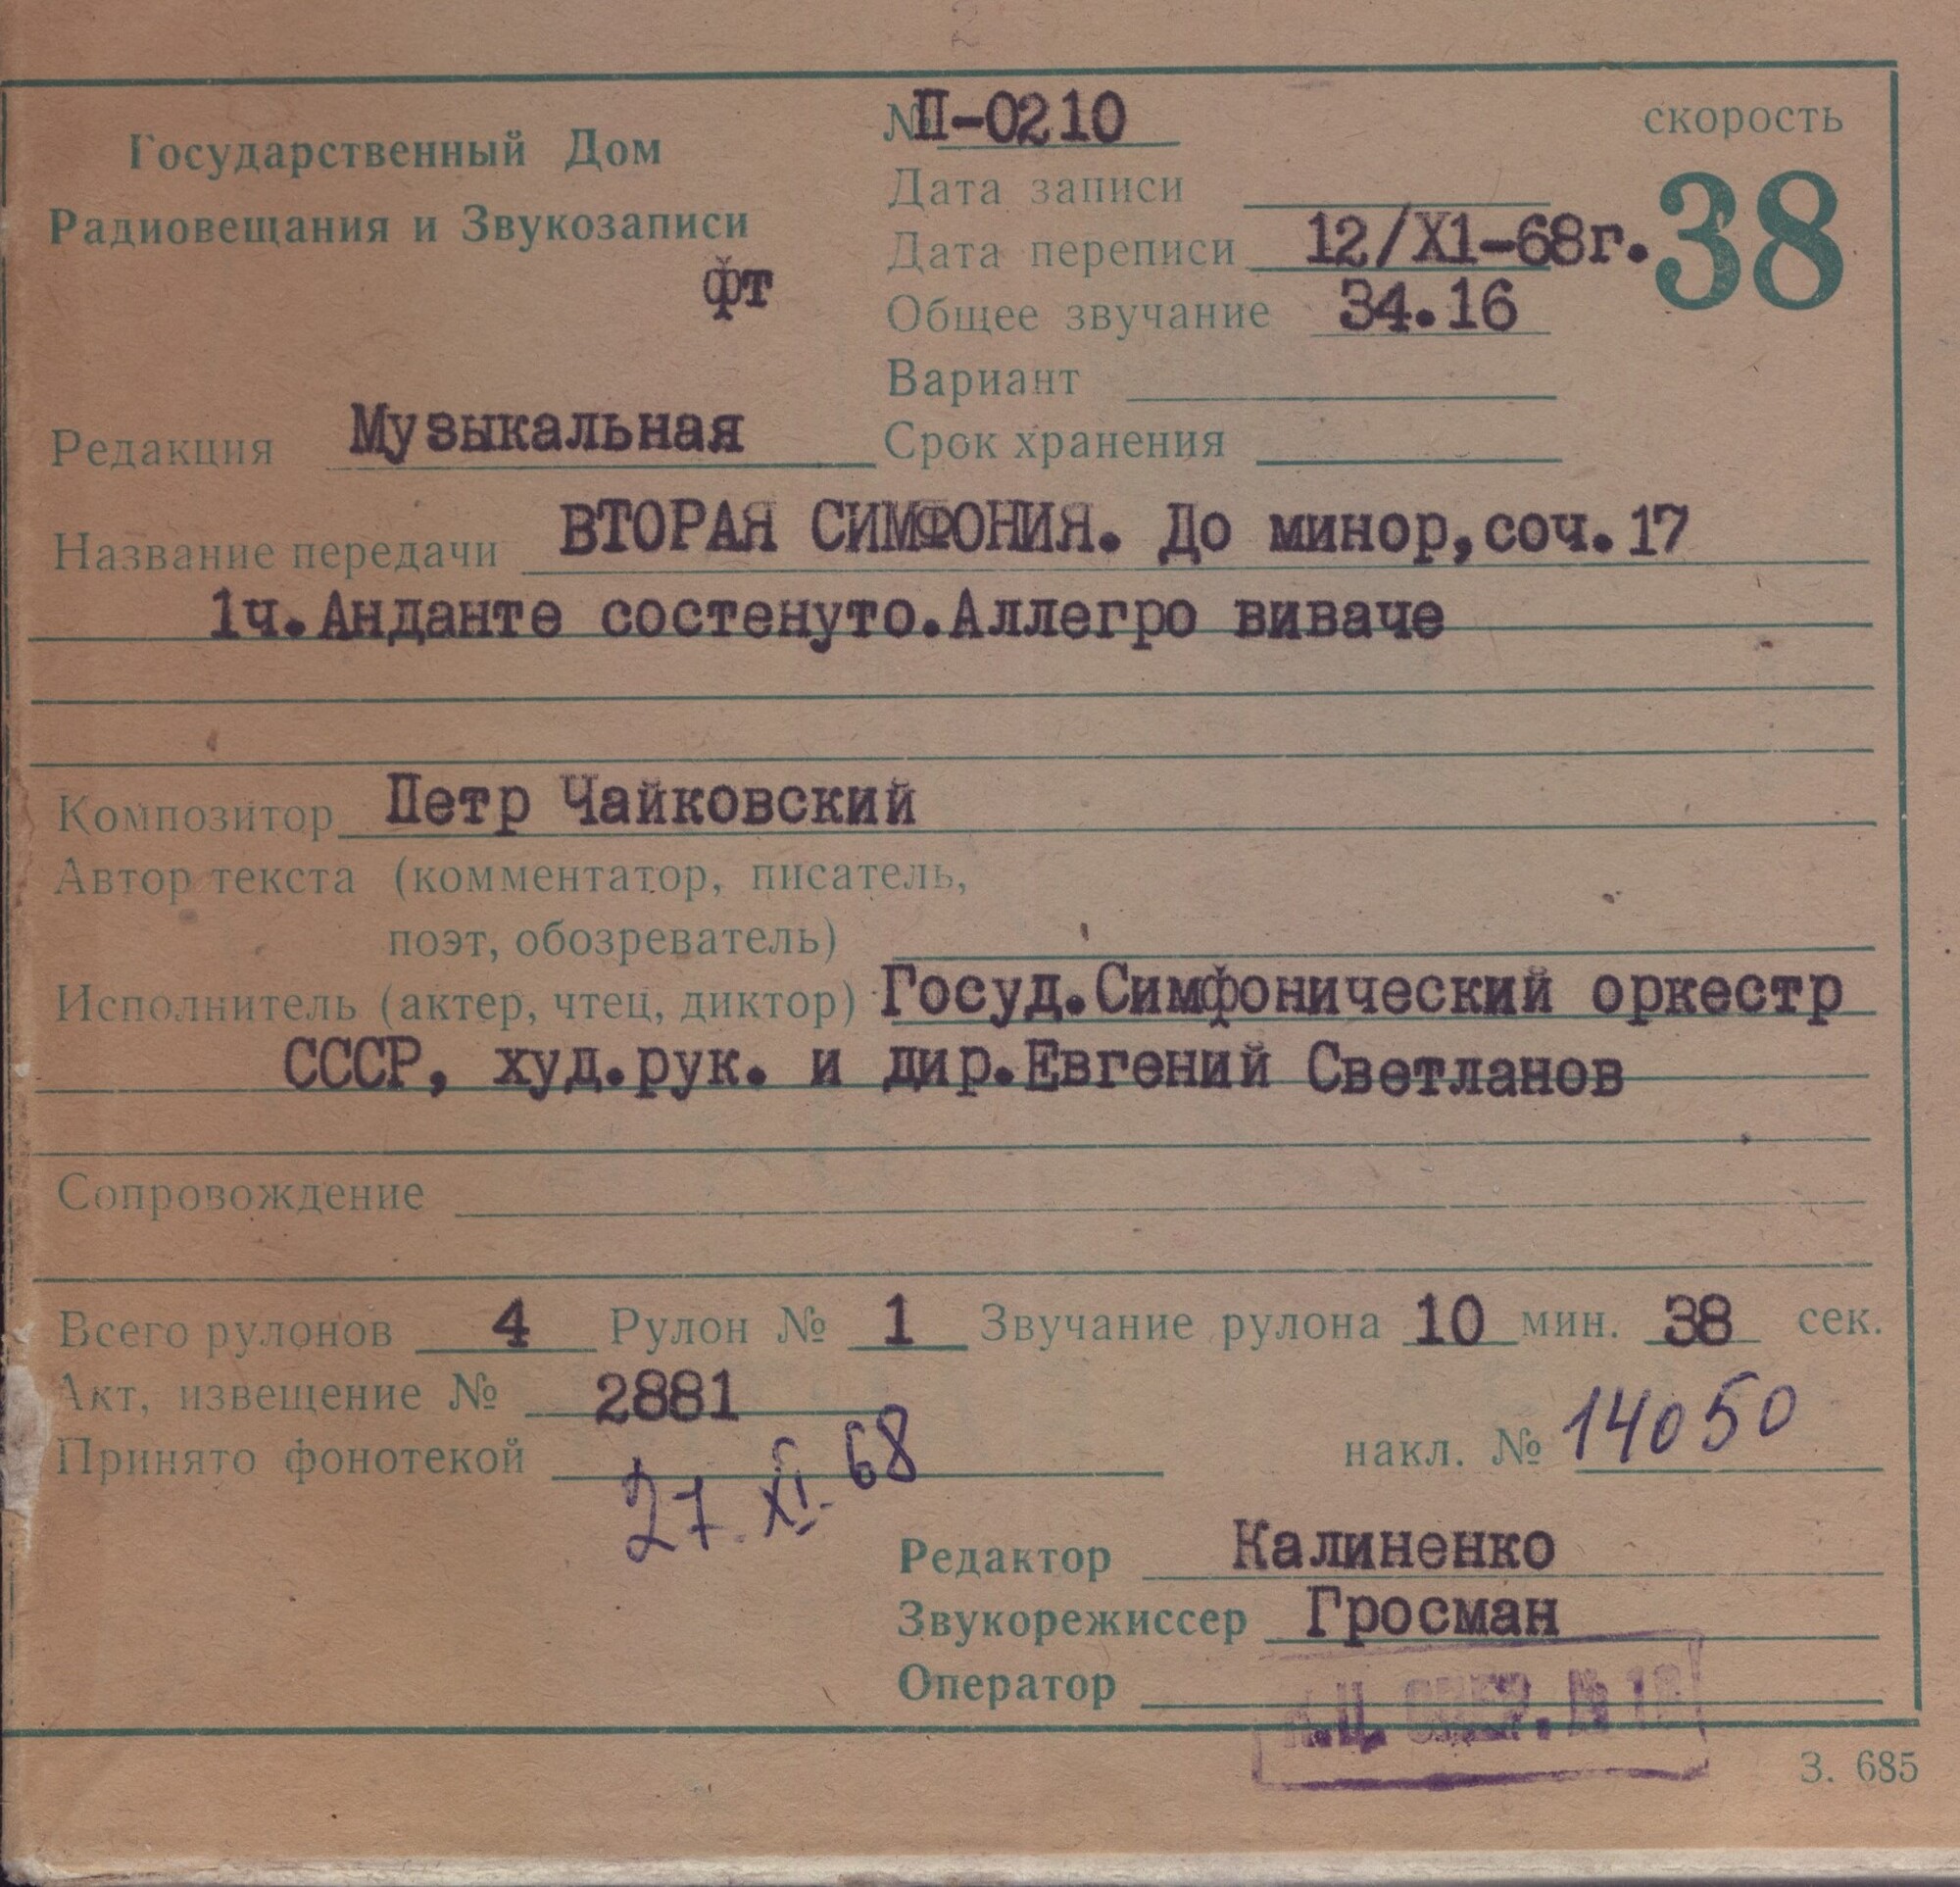 Государственный Дом
Радиовещания и Звукозаписи
фт
№ П-0210
Дата записи
Дата переписи 12/XI-68г.
Общее звучание 34.16
Вариант
Срок хранения
скорость
38
Редакция Музыкальная
Название передачи ВТОРАЯ СИМФОНИЯ. До минор,соч.17
1ч.Анданте состенуто.Аллегро виваче
Композитор Петр Чайковский
Автор текста (комментатор, писатель,
поэт, обозреватель)
Исполнитель (актер, чтец, диктор) Госуд.Симфонический оркестр
СССР, худ.рук. и дир.Евгений Светланов
Сопровождение
Всего рулонов 4 Рулон № 1 Звучание рулона 10 мин. 38 сек.
Акт, извещение № 2881
Принято фонотекой 27.XI.68 накл. № 14050
Редактор Калиненко
Звукорежиссер Гросман
Оператор
З. 685